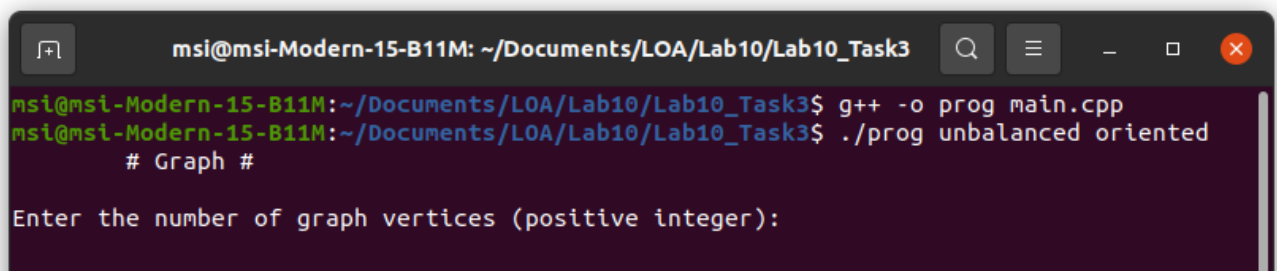 msi@msi-Modern-15-B11M: ~/Documents/LOA/Lab10/Lab10_Task3
msi@msi-Modern-15-B11M:~/Documents/LOA/Lab10/Lab10_Task3$ g++ -o prog main.cpp
msi@msi-Modern-15-B11M:~/Documents/LOA/Lab10/Lab10_Task3$ ./prog unbalanced oriented
# Graph #
Enter the number of graph vertices (positive integer):